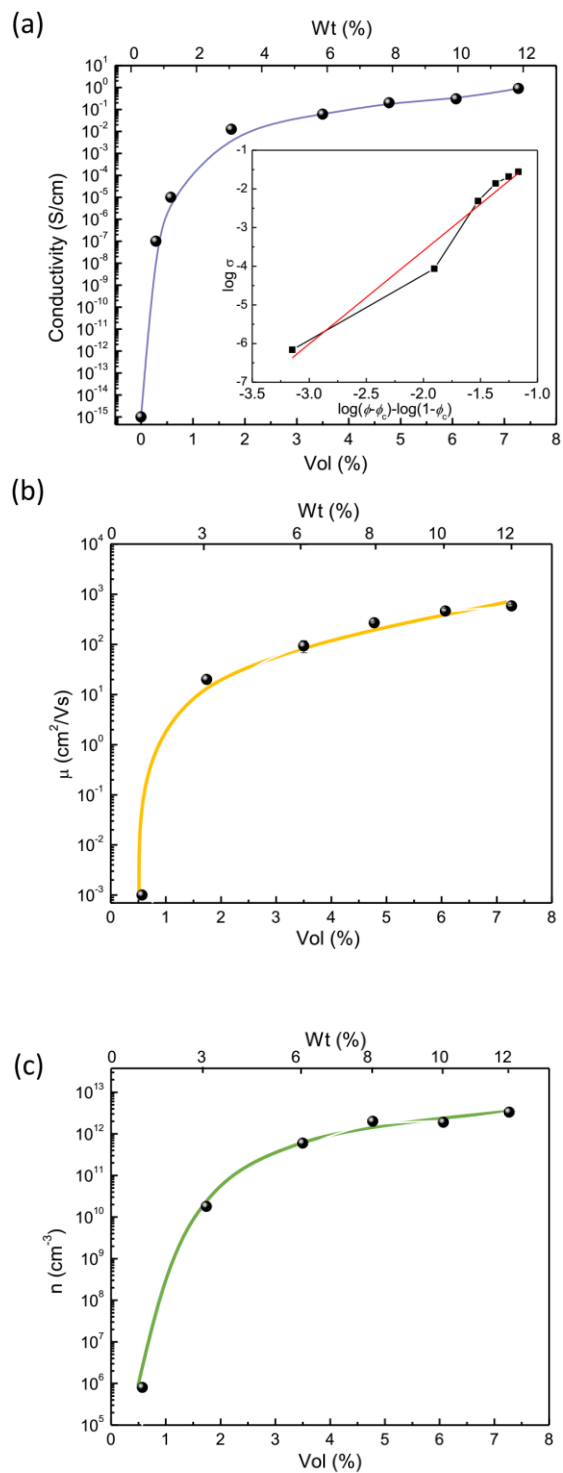 (a)
Wt (%)
0 2 4 6 8 10 12
10¹
10⁰
10⁻¹
10⁻²
10⁻³
10⁻⁴
10⁻⁵
10⁻⁶
10⁻⁷
10⁻⁸
10⁻⁹
10⁻¹⁰
10⁻¹¹
10⁻¹²
10⁻¹³
10⁻¹⁴
10⁻¹⁵
Conductivity (S/cm)
-1
-2
-3
-4
-5
-6
-7
log σ
-3.5 -3.0 -2.5 -2.0 -1.5 -1.0
log(ϕ-ϕc)-log(1-ϕc)
0 1 2 3 4 5 6 7 8
Vol (%)
(b)
Wt (%)
0 3 6 8 10 12
10⁴
10³
10²
10¹
10⁰
10⁻¹
10⁻²
10⁻³
μ (cm²/Vs)
0 1 2 3 4 5 6 7 8
Vol (%)
(c)
Wt (%)
0 3 6 8 10 12
10¹³
10¹²
10¹¹
10¹⁰
10⁹
10⁸
10⁷
10⁶
10⁵
n (cm⁻³)
0 1 2 3 4 5 6 7 8
Vol (%)